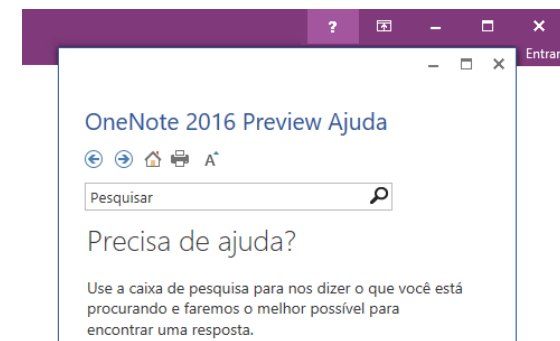 ?
Entrar
OneNote 2016 Preview Ajuda
A
Pesquisar
Precisa de ajuda?
Use a caixa de pesquisa para nos dizer o que você está
procurando e faremos o melhor possível para
encontrar uma resposta.